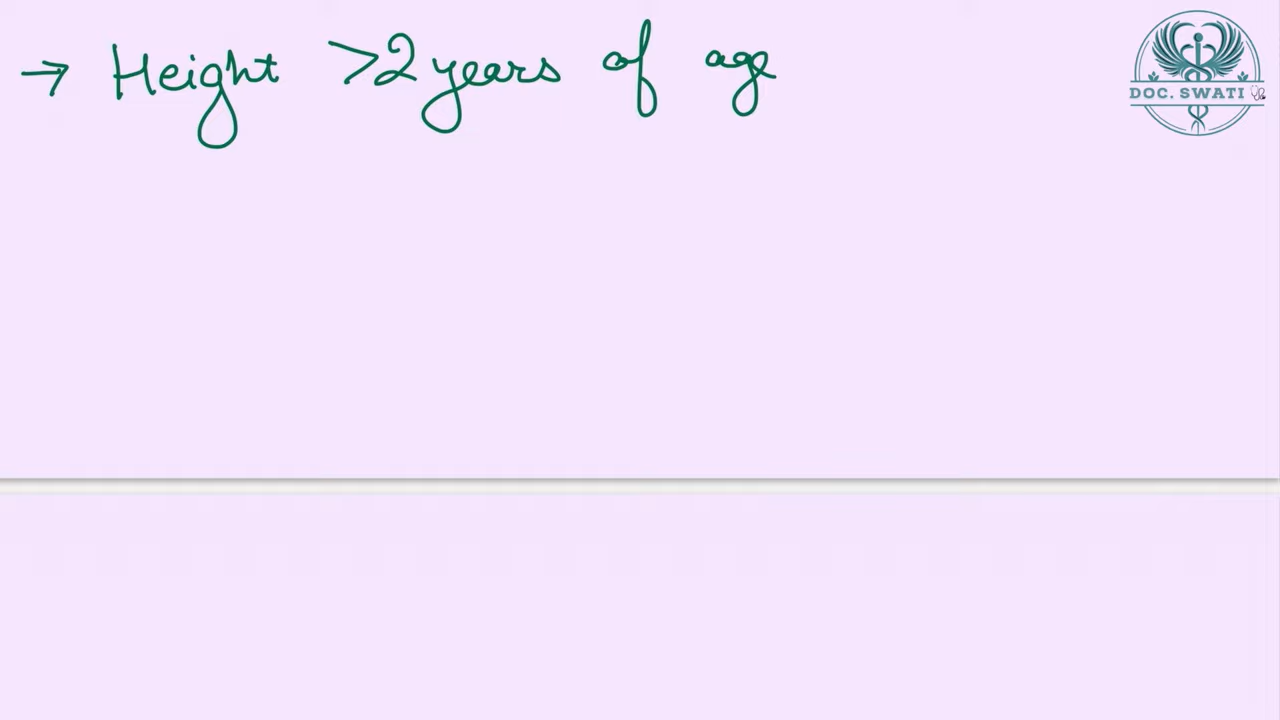 → Height >2 years of age
DOC. SWATI